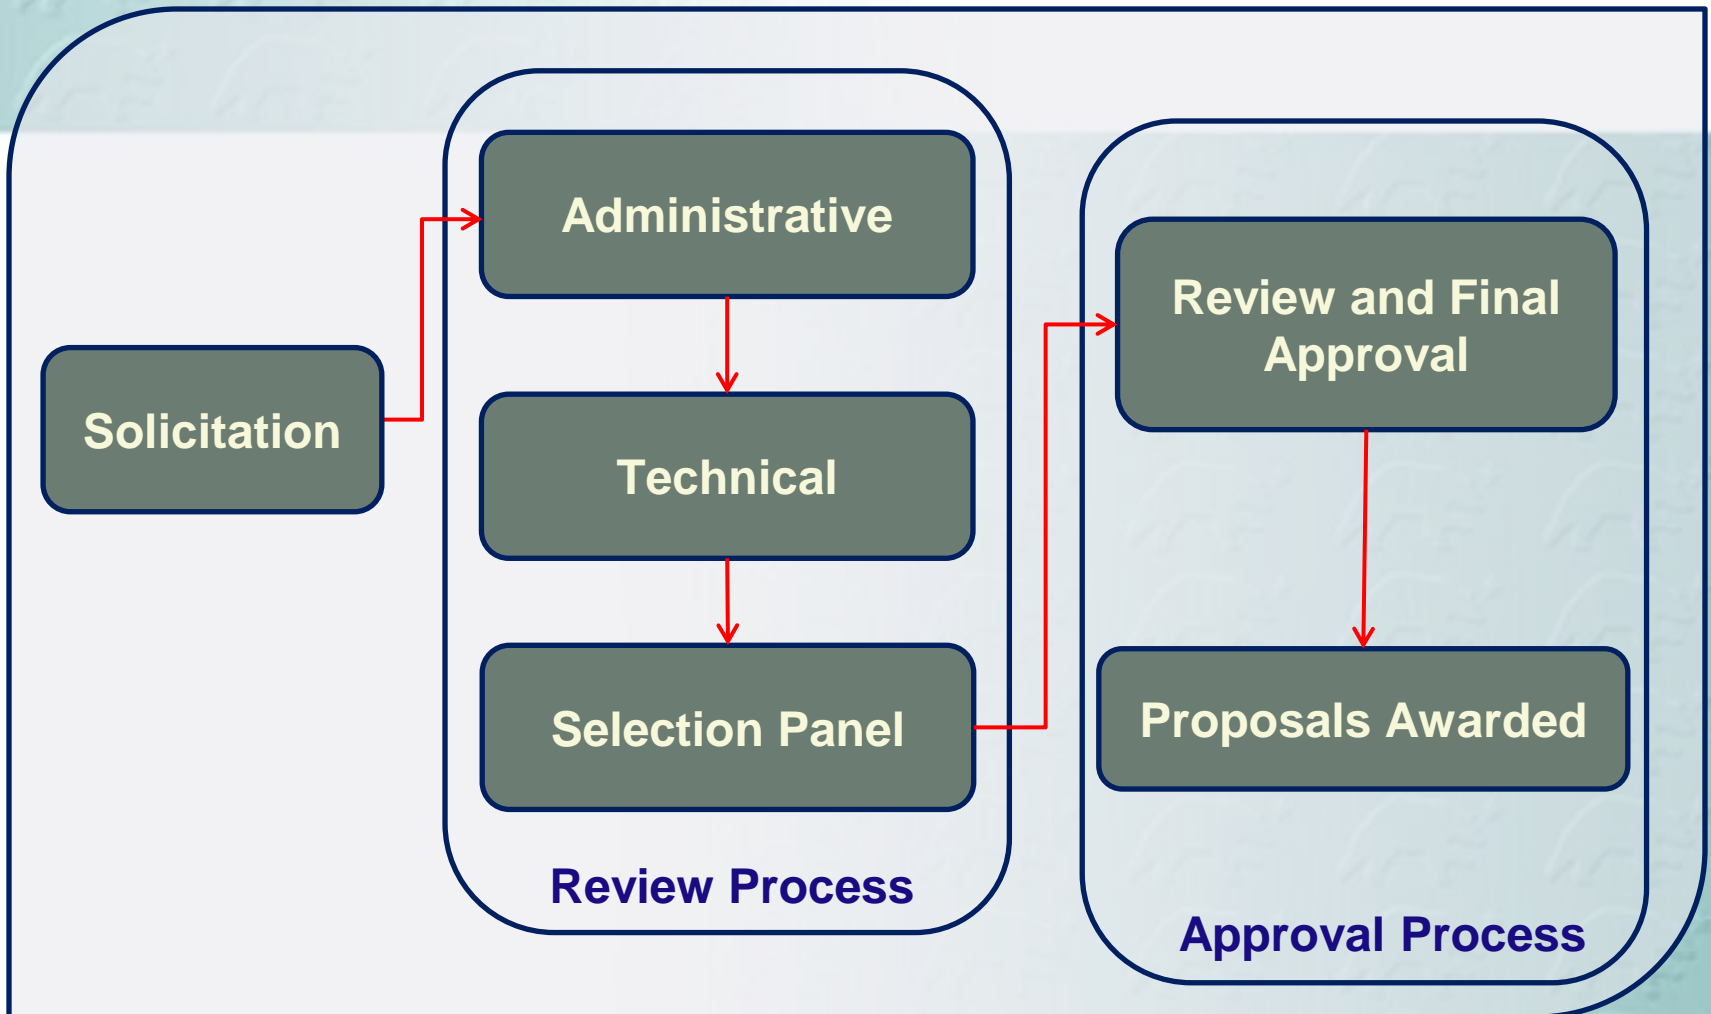 Solicitation
Administrative
Technical
Selection Panel
Review Process
Review and Final
Approval
Proposals Awarded
Approval Process